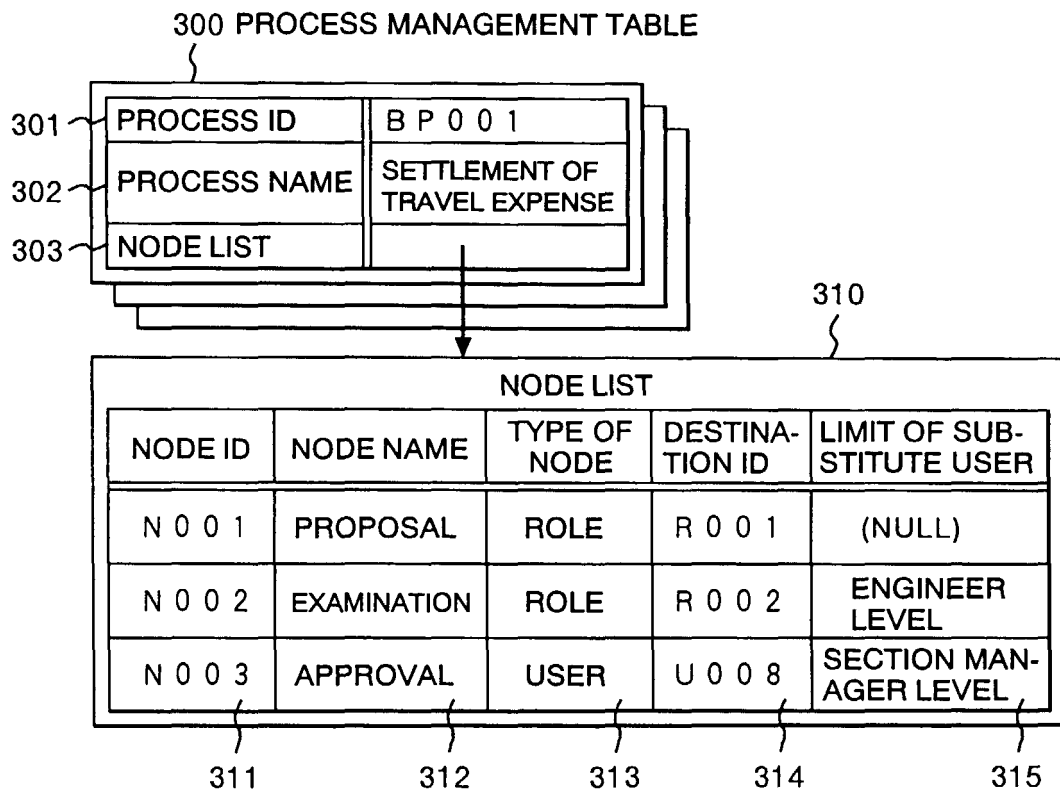 300 PROCESS MANAGEMENT TABLE
301 PROCESS ID BP001
302 PROCESS NAME SETTLEMENT OF
TRAVEL EXPENSE
303 NODE LIST
310
NODE LIST
NODE ID NODE NAME TYPE OF
NODE DESTINA-
TION ID LIMIT OF SUB-
STITUTE USER
N001 PROPOSAL ROLE R001 (NULL)
N002 EXAMINATION ROLE R002 ENGINEER
LEVEL
N003 APPROVAL USER U008 SECTION MAN-
AGER LEVEL
311 312 313 314 315